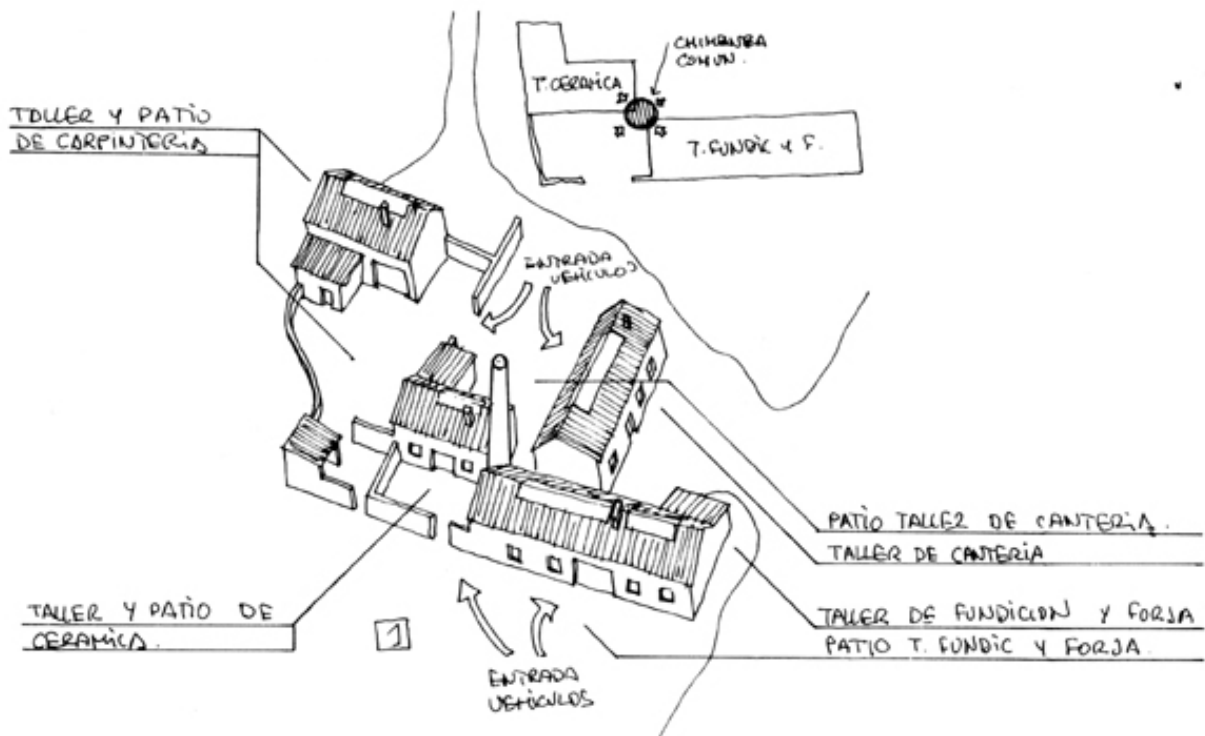 CHIMENEA
COMUN.
T. CERAMICA
T. FUNDIC Y F.
TALLER Y PATIO
DE CARPINTERIA
ENTRADA
VEHICULOS
PATIO TALLER DE CANTERIA.
TALLER DE CANTERIA
TALLER Y PATIO DE
CERAMICA.
1
TALLER DE FUNDICION Y FORJA
PATIO T. FUNDIC Y FORJA.
ENTRADA
VEHICULOS